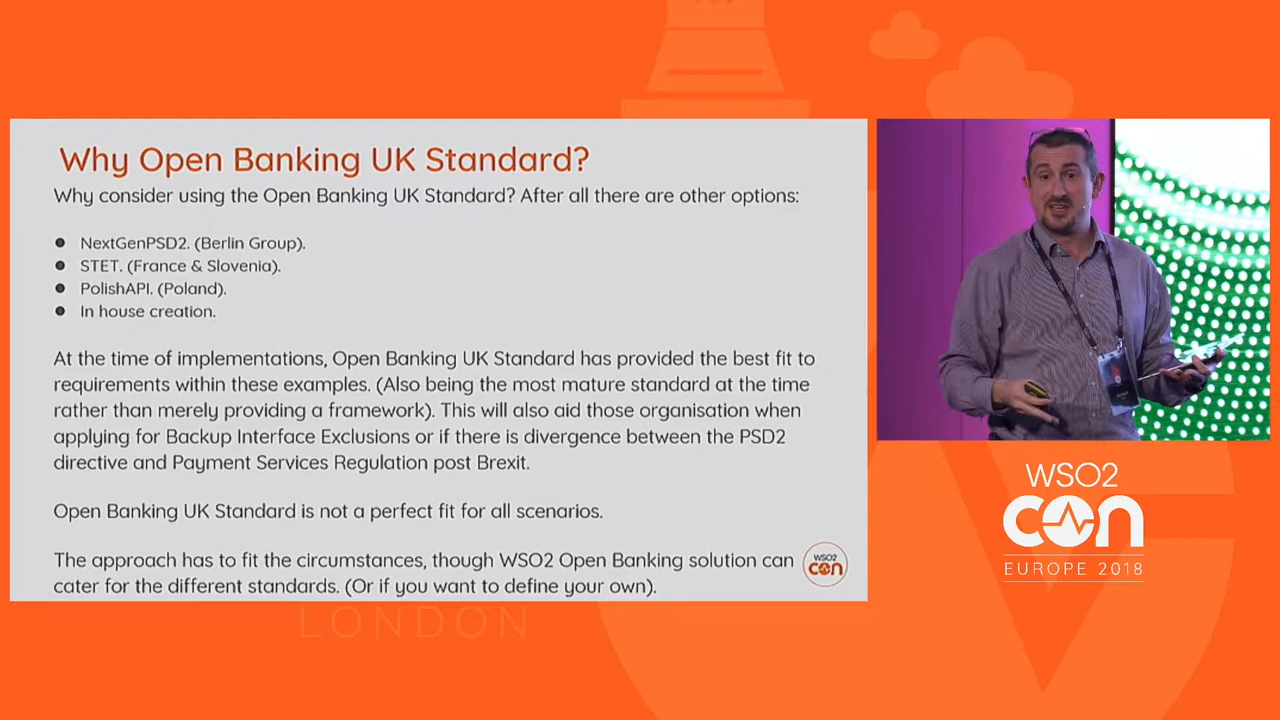 Why Open Banking UK Standard?
Why consider using the Open Banking UK Standard? After all there are other options:
● NextGenPSD2. (Berlin Group).
● STET. (France & Slovenia).
● PolishAPI. (Poland).
● In house creation.
At the time of implementations, Open Banking UK Standard has provided the best fit to
requirements within these examples. (Also being the most mature standard at the time
rather than merely providing a framework). This will also aid those organisation when
applying for Backup Interface Exclusions or if there is divergence between the PSD2
directive and Payment Services Regulation post Brexit.
Open Banking UK Standard is not a perfect fit for all scenarios.
The approach has to fit the circumstances, though WSO2 Open Banking solution can
cater for the different standards. (Or if you want to define your own).
WSO2
CON
WSO2
CON
EUROPE 2018
LONDON